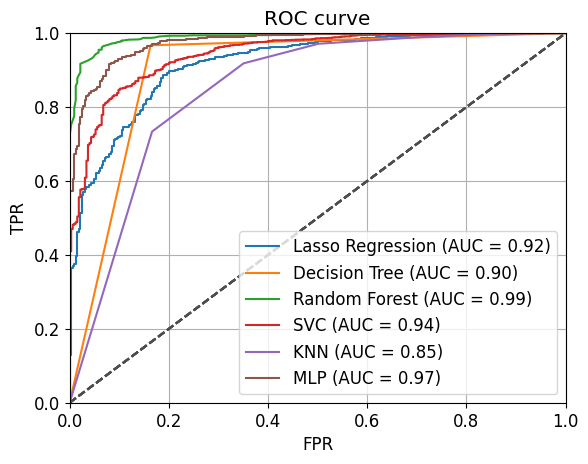 ROC curve
TPR
1.0
0.8
0.6
0.4
0.2
0.0
Lasso Regression (AUC = 0.92)
Decision Tree (AUC = 0.90)
Random Forest (AUC = 0.99)
SVC (AUC = 0.94)
KNN (AUC = 0.85)
MLP (AUC = 0.97)
0.0 0.2 0.4 0.6 0.8 1.0
FPR